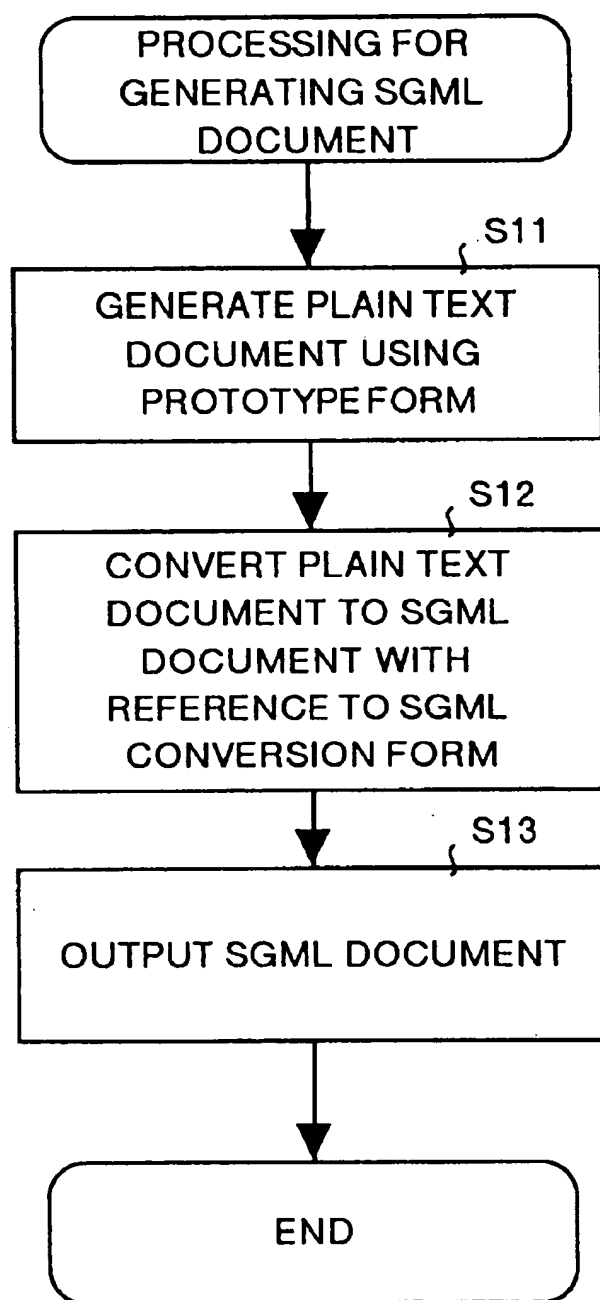 PROCESSING FOR
GENERATING SGML
DOCUMENT
S11
GENERATE PLAIN TEXT
DOCUMENT USING
PROTOTYPE FORM
S12
CONVERT PLAIN TEXT
DOCUMENT TO SGML
DOCUMENT WITH
REFERENCE TO SGML
CONVERSION FORM
S13
OUTPUT SGML DOCUMENT
END